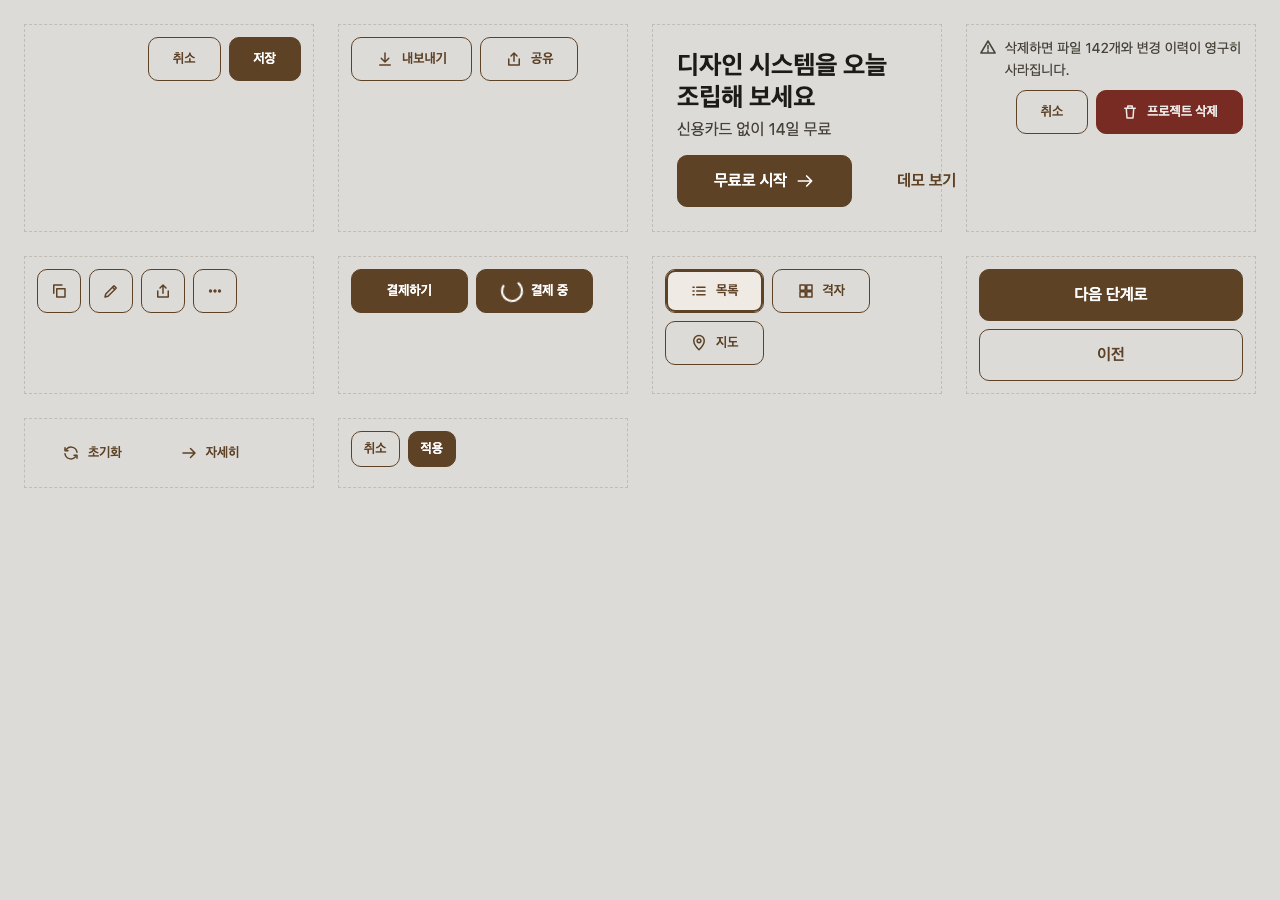 취소
저장
내보내기
공유
디자인 시스템을 오늘
조립해 보세요
신용카드 없이 14일 무료
무료로 시작
데모 보기
삭제하면 파일 142개와 변경 이력이 영구히
사라집니다.
취소
프로젝트 삭제
결제하기
결제 중
목록
격자
지도
다음 단계로
이전
초기화
자세히
취소
적용